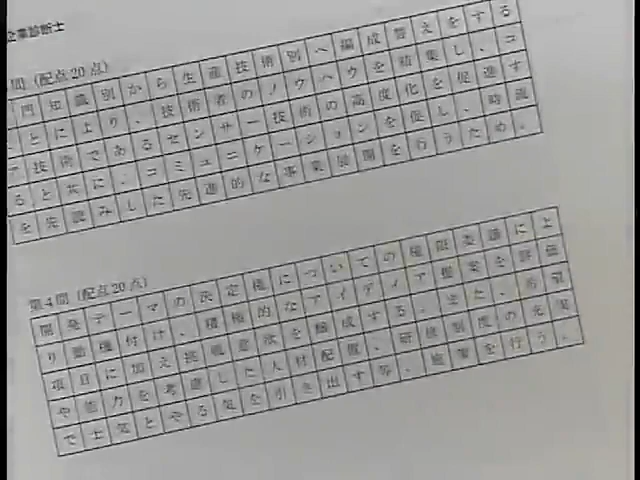 企業診断士
問（配点20点）
門知識別から生産技術別へ編成替えをする
ことにより、技術者のノウハウを結集し、コ
ア技術であるセンサー技術の高度化を促進す
ると共に、コミュニケーションを促し、時流
を先読みした先進的な事業展開を行うため。
第4問（配点20点）
開発テーマの決定権についての権限委譲によ
り動機付け、積極的なアイディア提案を評価
項目に加え挑戦意欲を醸成する。また、希望
や能力を考慮した人材配置、研修制度の充実
で士気とやる気を引き出す等、施策を行う。